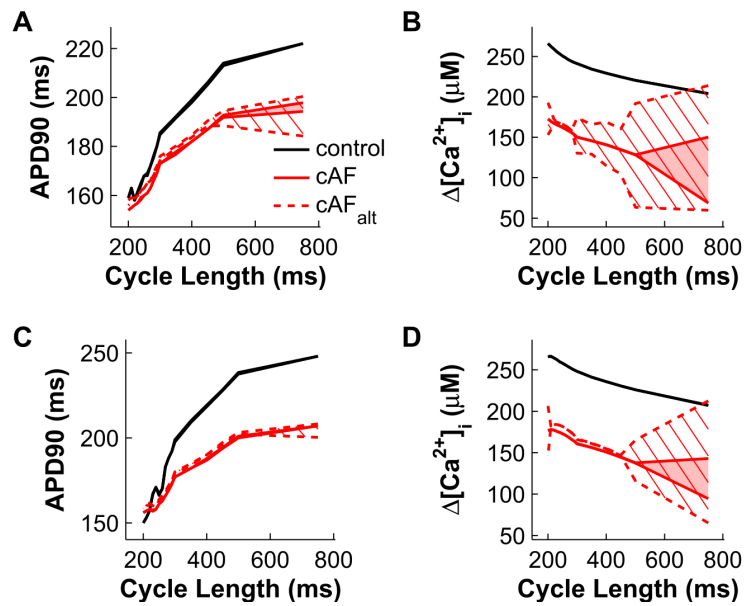 A
APD90 (ms)
220
200
180
160
200 400 600 800
Cycle Length (ms)
control
cAF
cAFalt
B
Δ[Ca2+]i (μM)
250
200
150
100
50
200 400 600 800
Cycle Length (ms)
C
APD90 (ms)
250
200
150
200 400 600 800
Cycle Length (ms)
D
Δ[Ca2+]i (μM)
250
200
150
100
50
200 400 600 800
Cycle Length (ms)